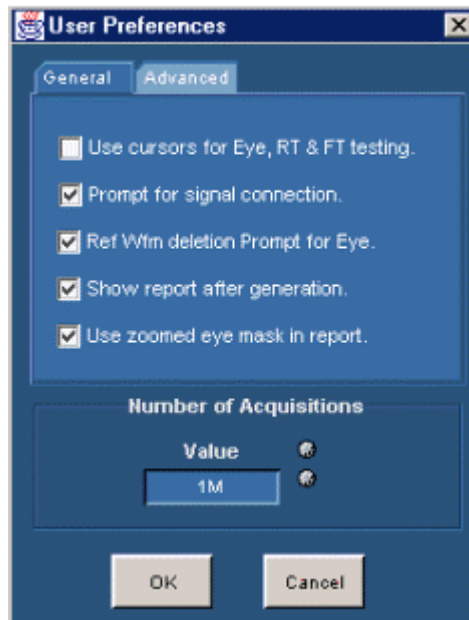 User Preferences
General Advanced
Use cursors for Eye, RT & FT testing.
Prompt for signal connection.
Ref Wfm deletion Prompt for Eye.
Show report after generation.
Use zoomed eye mask in report.
Number of Acquisitions
Value
1M
OK Cancel